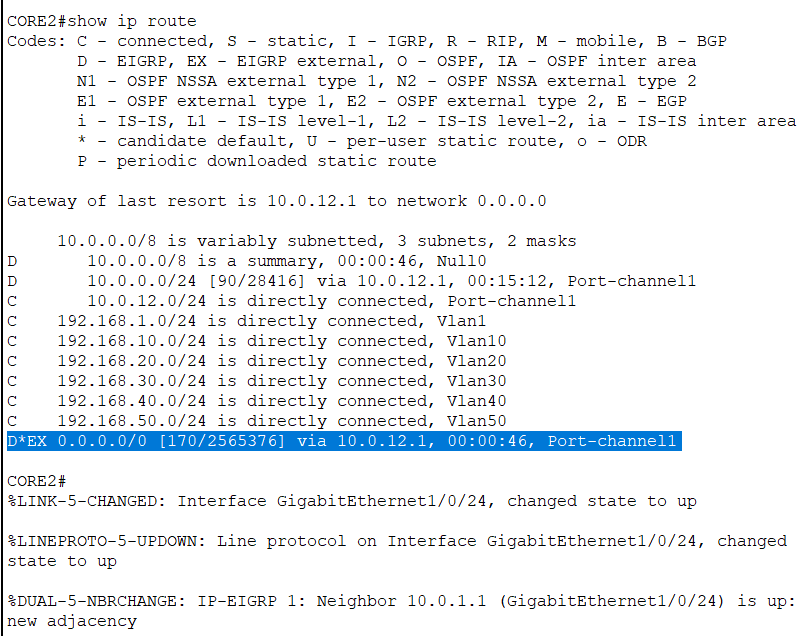 CORE2#show ip route
Codes: C - connected, S - static, I - IGRP, R - RIP, M - mobile, B - BGP
       D - EIGRP, EX - EIGRP external, O - OSPF, IA - OSPF inter area
       N1 - OSPF NSSA external type 1, N2 - OSPF NSSA external type 2
       E1 - OSPF external type 1, E2 - OSPF external type 2, E - EGP
       i - IS-IS, L1 - IS-IS level-1, L2 - IS-IS level-2, ia - IS-IS inter area
       * - candidate default, U - per-user static route, o - ODR
       P - periodic downloaded static route

Gateway of last resort is 10.0.12.1 to network 0.0.0.0

     10.0.0.0/8 is variably subnetted, 3 subnets, 2 masks
D       10.0.0.0/8 is a summary, 00:00:46, Null0
D       10.0.0.0/24 [90/28416] via 10.0.12.1, 00:15:12, Port-channel1
C       10.0.12.0/24 is directly connected, Port-channel1
C    192.168.1.0/24 is directly connected, Vlan1
C    192.168.10.0/24 is directly connected, Vlan10
C    192.168.20.0/24 is directly connected, Vlan20
C    192.168.30.0/24 is directly connected, Vlan30
C    192.168.40.0/24 is directly connected, Vlan40
C    192.168.50.0/24 is directly connected, Vlan50
D*EX 0.0.0.0/0 [170/2565376] via 10.0.12.1, 00:00:46, Port-channel1

CORE2#
%LINK-5-CHANGED: Interface GigabitEthernet1/0/24, changed state to up

%LINEPROTO-5-UPDOWN: Line protocol on Interface GigabitEthernet1/0/24, changed
state to up

%DUAL-5-NBRCHANGE: IP-EIGRP 1: Neighbor 10.0.1.1 (GigabitEthernet1/0/24) is up:
new adjacency